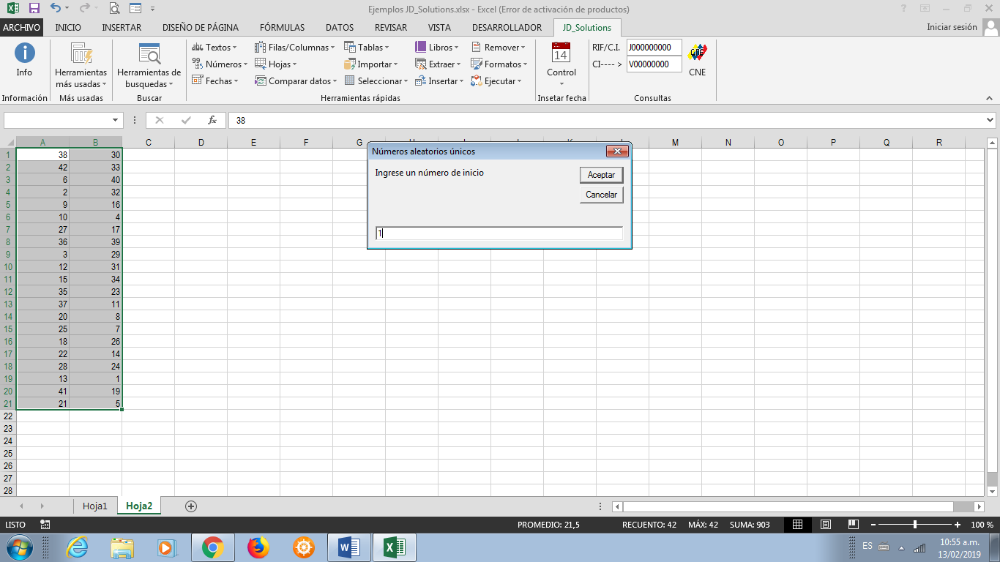 Ejemplos JD_Solutions.xlsx - Excel (Error de activación de productos)
ARCHIVO INICIO INSERTAR DISEÑO DE PÁGINA FÓRMULAS DATOS REVISAR VISTA DESARROLLADOR JD_Solutions Iniciar sesión
Textos Filas/Columnas Tablas Libros Remover RIF/C.I. J000000000
Números Hojas Importar Extraer Formatos CI----> V00000000
Fechas Comparar datos Seleccionar Insertar Ejecutar
Info Herramientas más usadas Herramientas de busquedas Control CNE
Información Más usadas Buscar Herramientas rápidas Insetar fecha Consultas
fx 38
A B C D E F G H I J K L M N O P Q R
1 38 30
2 42 33
3 6 40
4 2 32
5 9 16
6 10 4
7 27 17
8 36 39
9 3 29
10 12 31
11 15 34
12 35 23
13 37 11
14 20 8
15 25 7
16 18 26
17 22 14
18 28 24
19 13 1
20 41 19
21 21 5
22
23
24
25
26
27
28
Números aleatorios únicos
Ingrese un número de inicio
Aceptar
Cancelar
1
Hoja1 Hoja2
LISTO PROMEDIO: 21,5 RECUENTO: 42 MÁX: 42 SUMA: 903 100 %
ES 10:55 a.m.
13/02/2019